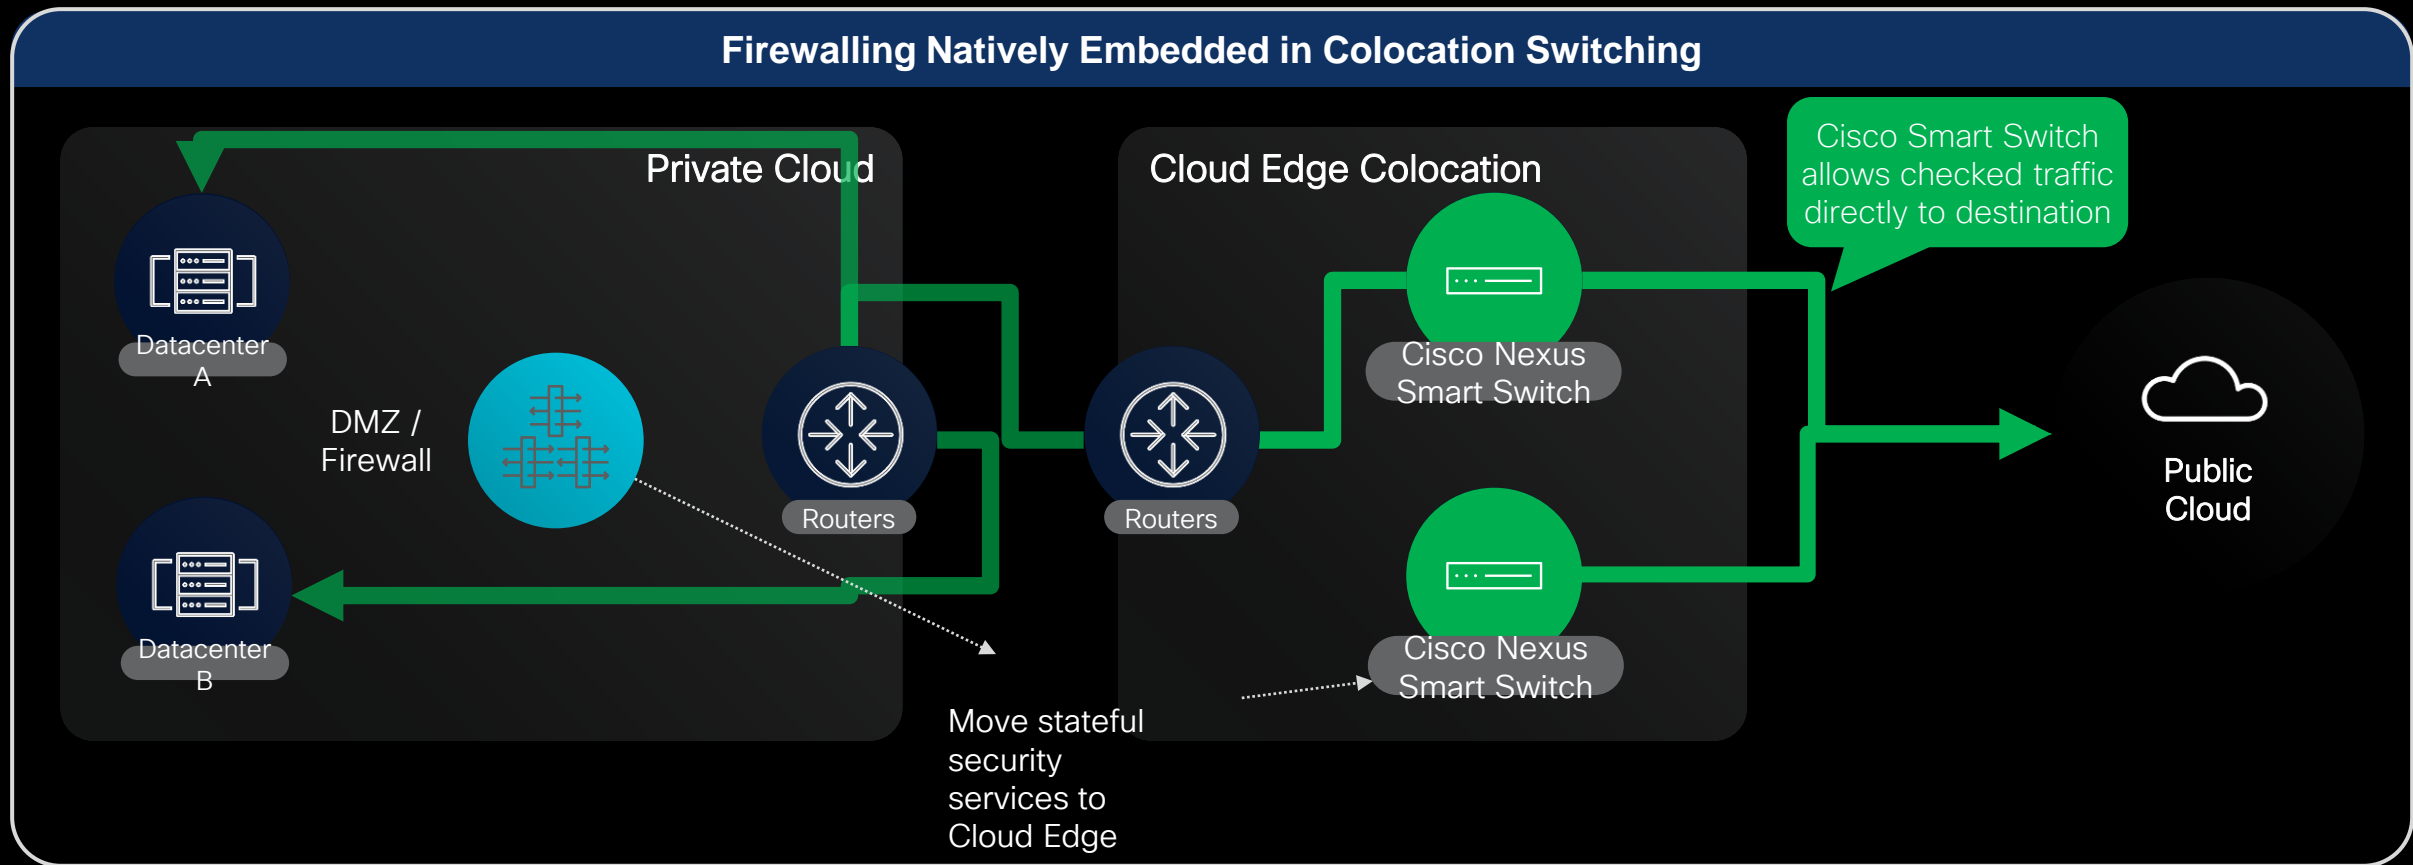 Firewalling Natively Embedded in Colocation Switching
Private Cloud
Datacenter
A
DMZ /
Firewall
Datacenter
B
Routers
Cloud Edge Colocation
Routers
Cisco Nexus
Smart Switch
Cisco Nexus
Smart Switch
Move stateful
security
services to
Cloud Edge
Cisco Smart Switch
allows checked traffic
directly to destination
Public
Cloud